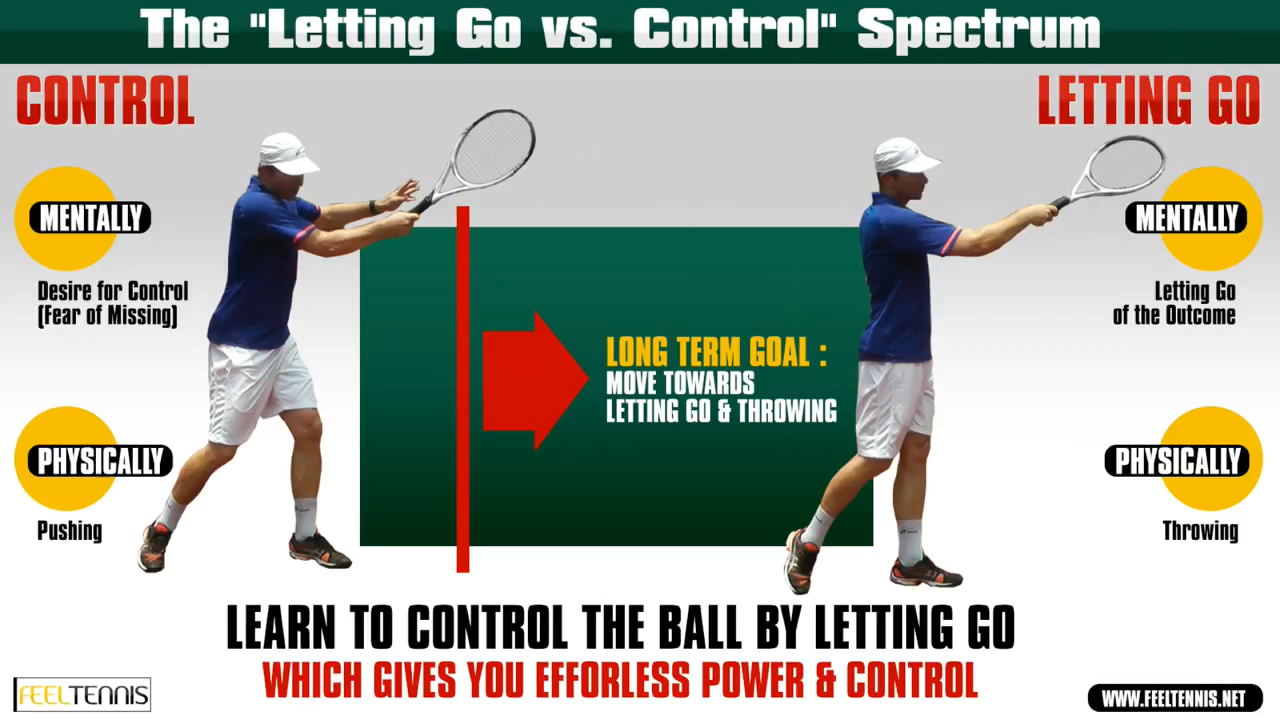 The "Letting Go vs. Control" Spectrum
CONTROL
LETTING GO
MENTALLY
Desire for Control
(Fear of Missing)
PHYSICALLY
Pushing
LONG TERM GOAL :
MOVE TOWARDS
LETTING GO & THROWING
MENTALLY
Letting Go
of the Outcome
PHYSICALLY
Throwing
LEARN TO CONTROL THE BALL BY LETTING GO
WHICH GIVES YOU EFFORLESS POWER & CONTROL
FEELTENNIS
WWW.FEELTENNIS.NET